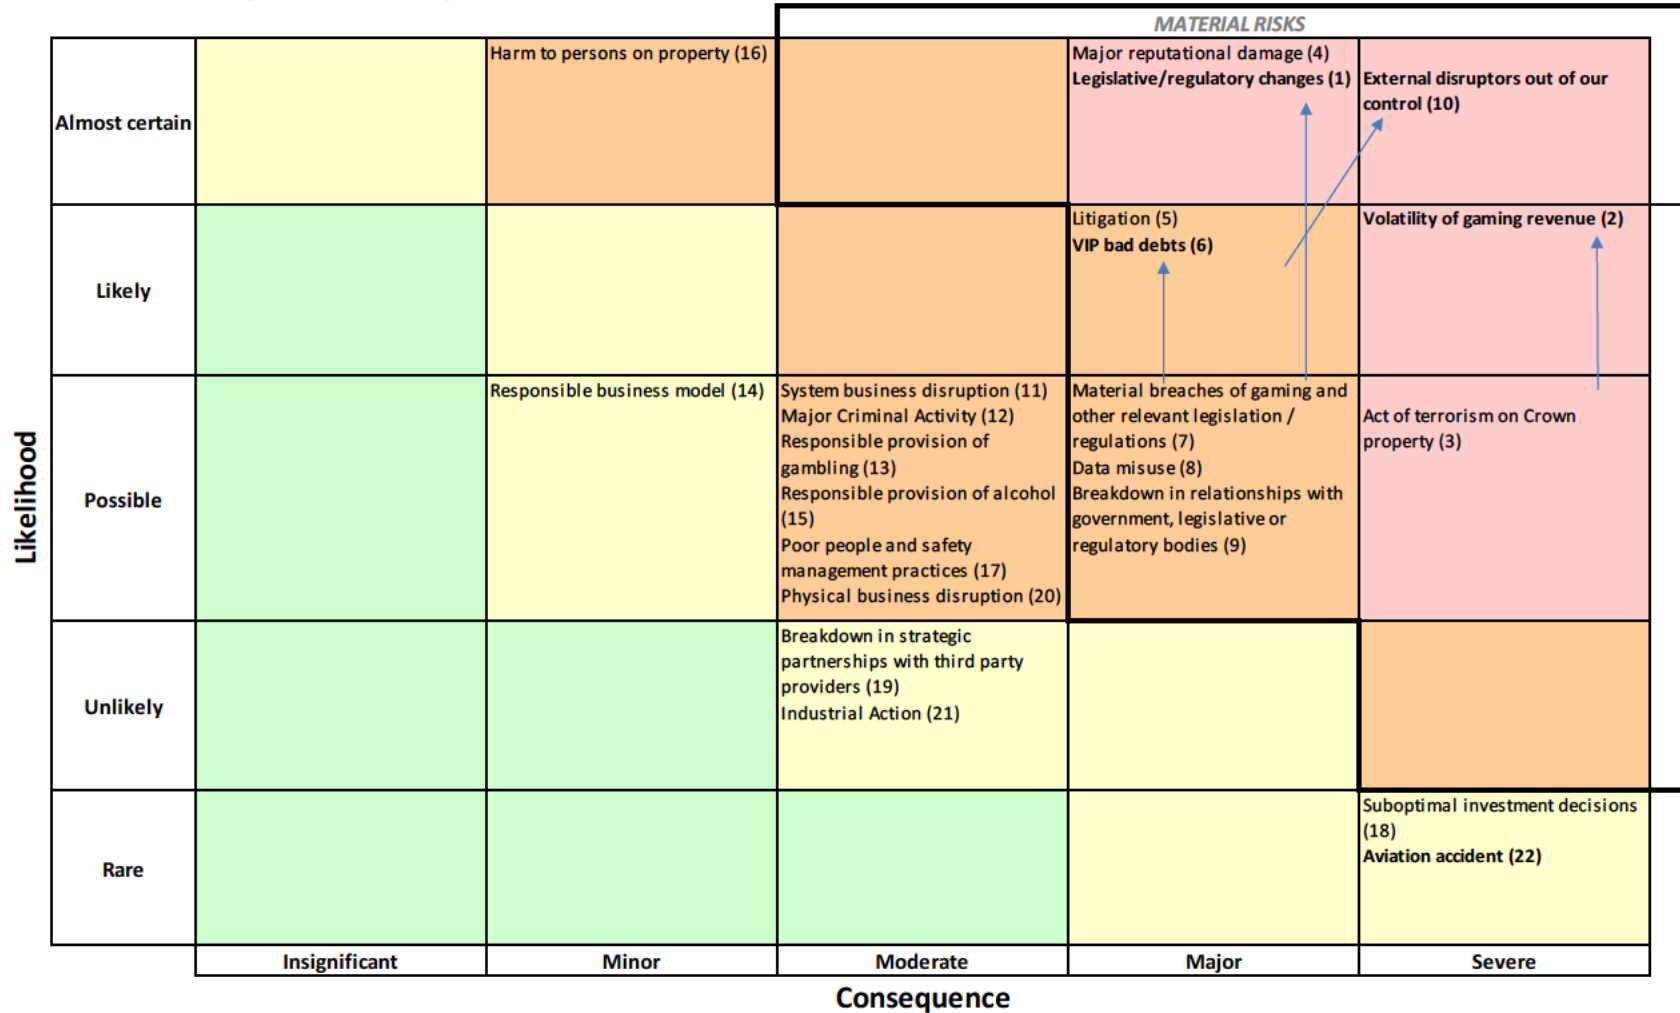 MATERIAL RISKS
Almost certain
Harm to persons on property (16)
Major reputational damage (4)
Legislative/regulatory changes (1)
External disruptors out of our
control (10)
Likely
Litigation (5)
VIP bad debts (6)
Volatility of gaming revenue (2)
Likelihood
Possible
Responsible business model (14)
System business disruption (11)
Major Criminal Activity (12)
Responsible provision of
gambling (13)
Responsible provision of alcohol
(15)
Poor people and safety
management practices (17)
Physical business disruption (20)
Material breaches of gaming and
other relevant legislation /
regulations (7)
Data misuse (8)
Breakdown in relationships with
government, legislative or
regulatory bodies (9)
Act of terrorism on Crown
property (3)
Unlikely
Breakdown in strategic
partnerships with third party
providers (19)
Industrial Action (21)
Rare
Suboptimal investment decisions
(18)
Aviation accident (22)
Insignificant
Minor
Moderate
Major
Severe
Consequence